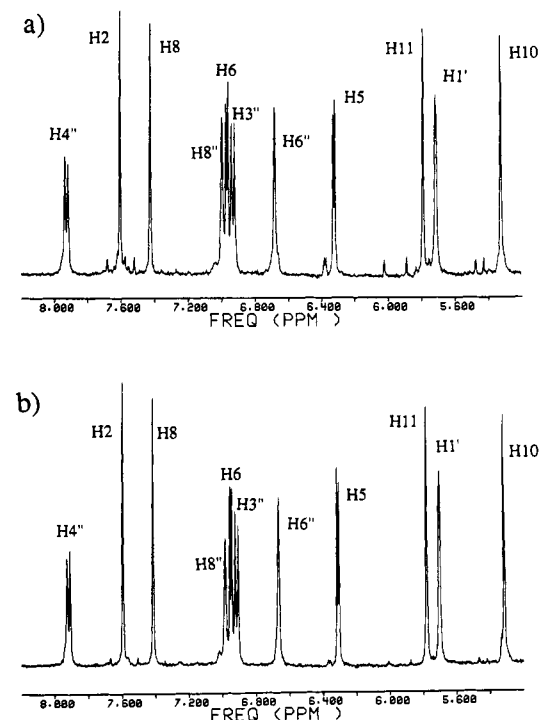 a)
H2
H8
H6
H3"
H8"
H4"
H6"
H5
H11
H1'
H10
8.000 7.600 7.200 6.800 6.400 6.000 5.600
FREQ (PPM )
b)
H2
H8
H6
H3"
H8"
H4"
H6"
H5
H11
H1'
H10
8.000 7.600 7.200 6.800 6.400 6.000 5.600
FREQ (PPM )